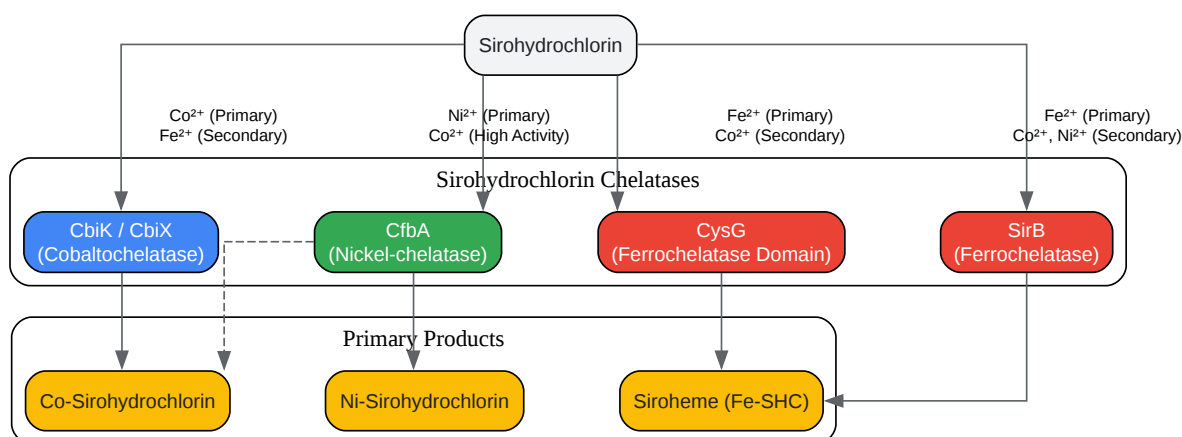 Sirohydrochlorin
Co²⁺ (Primary)
Fe²⁺ (Secondary)
Ni²⁺ (Primary)
Co²⁺ (High Activity)
Fe²⁺ (Primary)
Co²⁺ (Secondary)
Fe²⁺ (Primary)
Co²⁺, Ni²⁺ (Secondary)
Sirohydrochlorin Chelatases
CbiK / CbiX
(Cobaltochelatase)
CfbA
(Nickel-chelatase)
CysG
(Ferrochelatase Domain)
SirB
(Ferrochelatase)
Primary Products
Co-Sirohydrochlorin
Ni-Sirohydrochlorin
Siroheme (Fe-SHC)